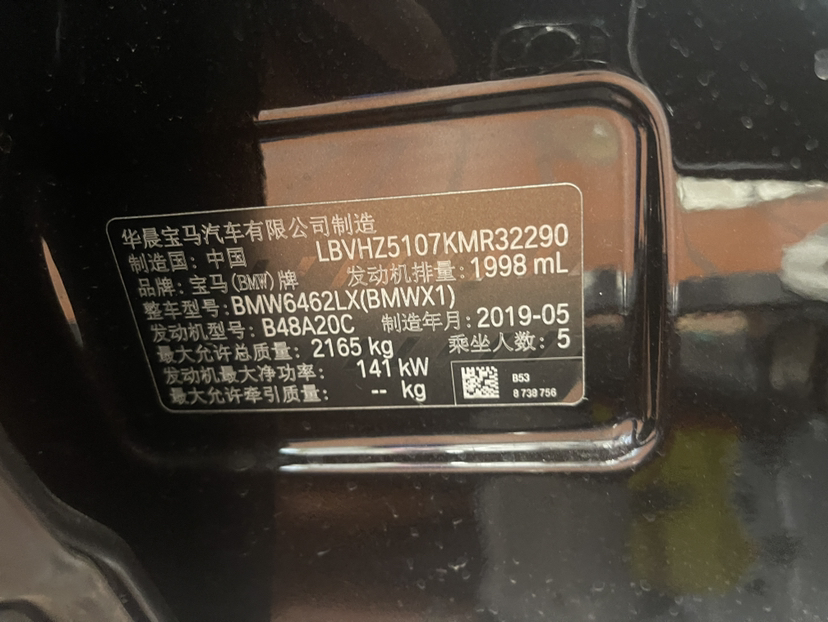 华晨宝马汽车有限公司制造
LBVHZ5107KMR32290
制造国: 中国
品牌: 宝马(BMW)牌 发动机排量: 1998 mL
整车型号: BMW6462LX(BMWX1)
发动机型号: B48A20C 制造年月: 2019-05
最大允许总质量: 2165 kg 乘坐人数: 5
发动机最大净功率: 141 kW
最大允许牵引质量: -- kg
B53
8 738 756